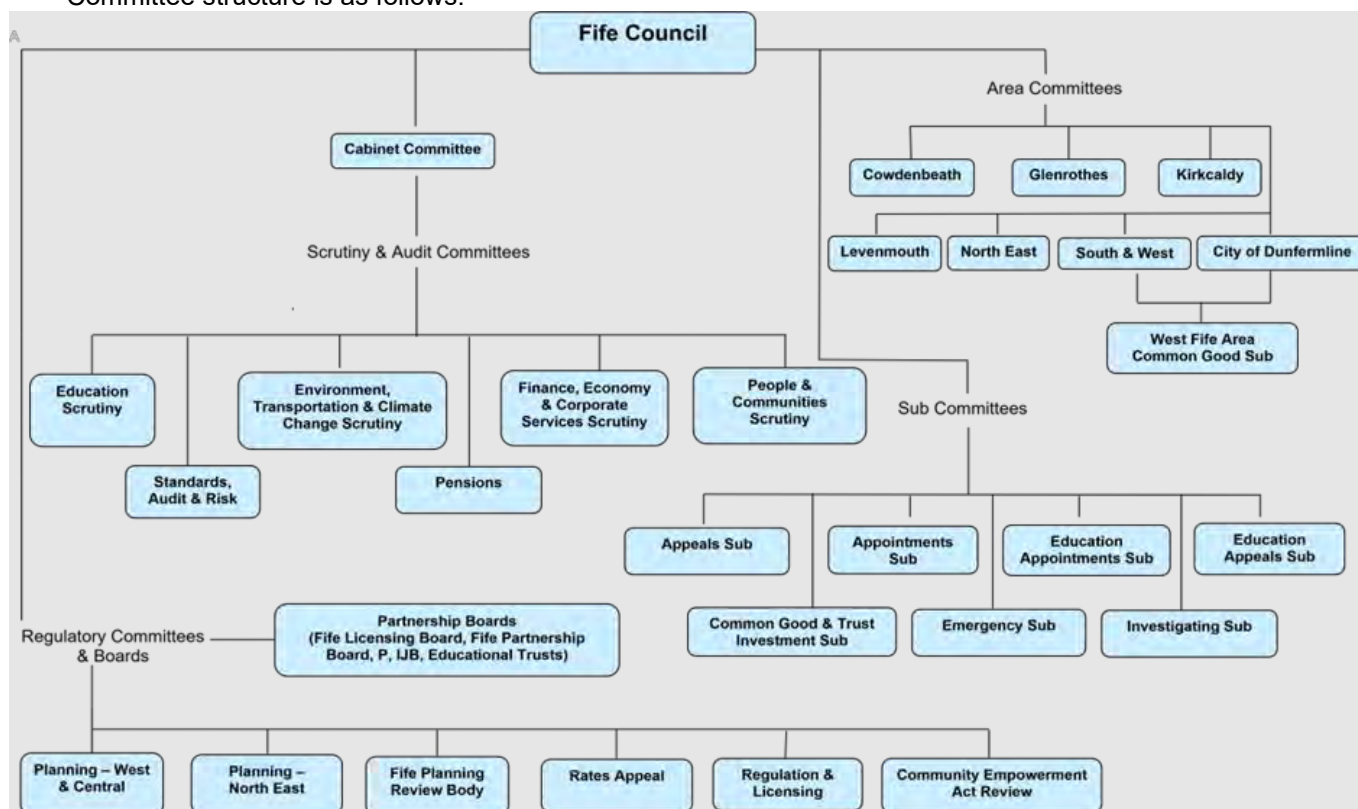 Committee structure is as follows:
Fife Council
Area Committees
Cabinet Committee
Cowdenbeath
Glenrothes
Kirkcaldy
Scrutiny & Audit Committees
Levenmouth
North East
South & West
City of Dunfermline
West Fife Area
Common Good Sub
Education
Scrutiny
Environment,
Transportation & Climate
Change Scrutiny
Finance, Economy
& Corporate
Services Scrutiny
People &
Communities
Scrutiny
Sub Committees
Standards,
Audit & Risk
Pensions
Appeals Sub
Appointments
Sub
Education
Appointments Sub
Education
Appeals Sub
Common Good & Trust
Investment Sub
Emergency Sub
Investigating Sub
Regulatory Committees
& Boards
Partnership Boards
(Fife Licensing Board, Fife Partnership
Board, P, IJB, Educational Trusts)
Planning – West
& Central
Planning –
North East
Fife Planning
Review Body
Rates Appeal
Regulation &
Licensing
Community Empowerment
Act Review